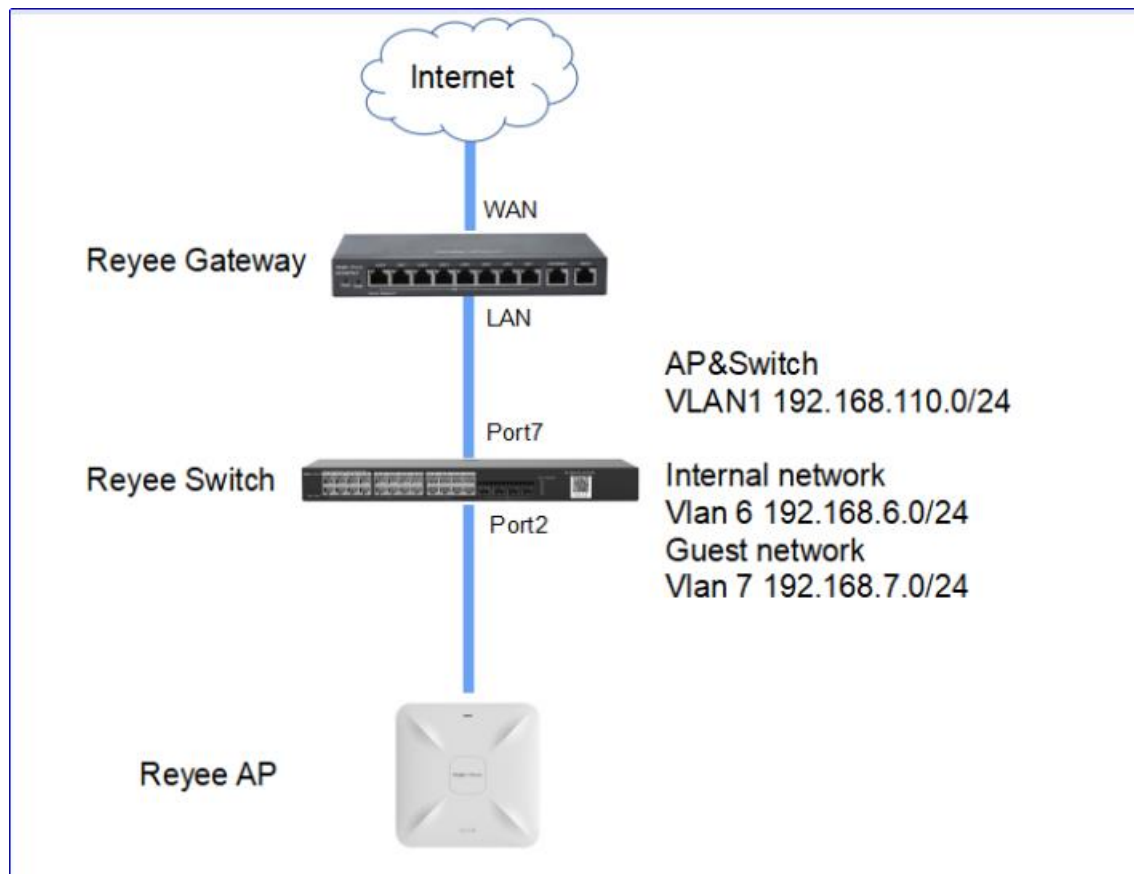 Internet
WAN
Reyee Gateway
LAN
AP&Switch
VLAN1 192.168.110.0/24
Port7
Reyee Switch
Internal network
Vlan 6 192.168.6.0/24
Port2
Guest network
Vlan 7 192.168.7.0/24
Reyee AP